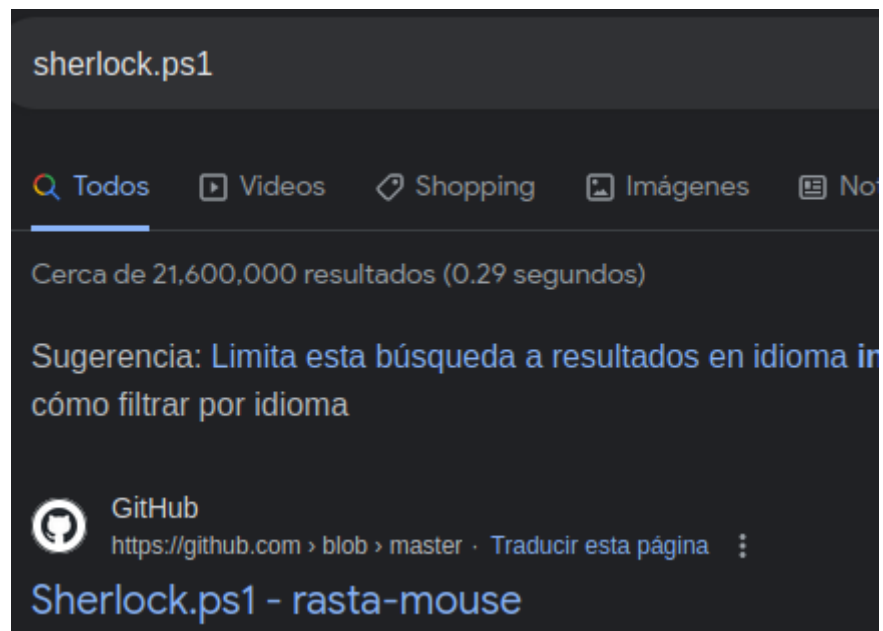 sherlock.ps1
Todos Videos Shopping Imágenes
Cerca de 21,600,000 resultados (0.29 segundos)
Sugerencia: Limita esta búsqueda a resultados en idioma
cómo filtrar por idioma
GitHub
https://github.com › blob › master · Traducir esta página
Sherlock.ps1 - rasta-mouse